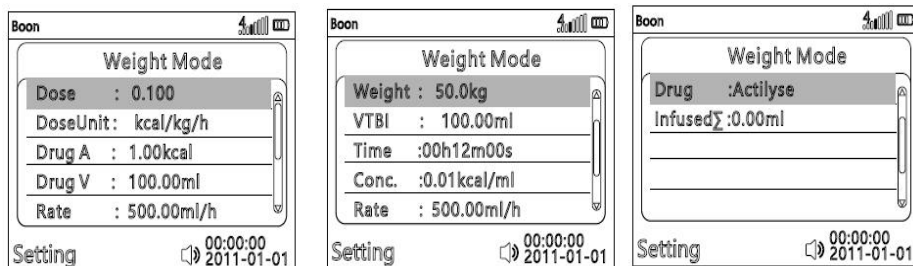 Boon 4
Weight Mode
Dose : 0.100
DoseUnit: kcal/kg/h
Drug A : 1.00kcal
Drug V : 100.00ml
Rate : 500.00ml/h
Setting 00:00:00
2011-01-01
Boon 4
Weight Mode
Weight : 50.0kg
VTBI : 100.00ml
Time :00h12m00s
Conc. :0.01kcal/ml
Rate : 500.00ml/h
Setting 00:00:00
2011-01-01
Boon 4
Weight Mode
Drug :Actilyse
Infused∑:0.00ml
Setting 00:00:00
2011-01-01